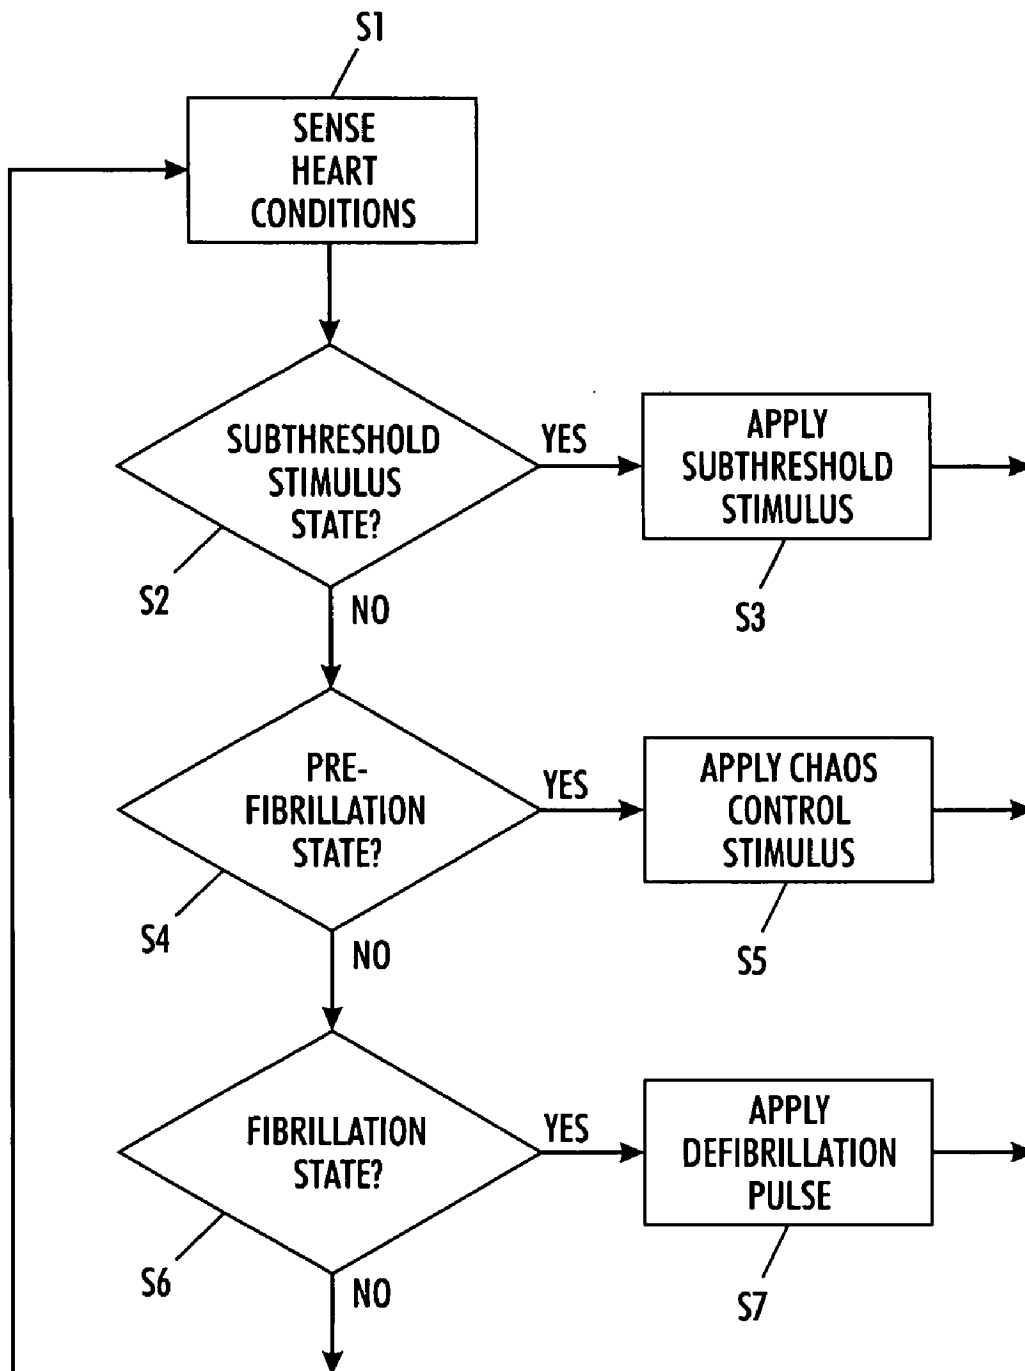 S1
SENSE
HEART
CONDITIONS
SUBTHRESHOLD
STIMULUS
STATE?
S2
YES
NO
APPLY
SUBTHRESHOLD
STIMULUS
S3
PRE-
FIBRILLATION
STATE?
S4
YES
NO
APPLY CHAOS
CONTROL
STIMULUS
S5
FIBRILLATION
STATE?
S6
YES
NO
APPLY
DEFIBRILLATION
PULSE
S7